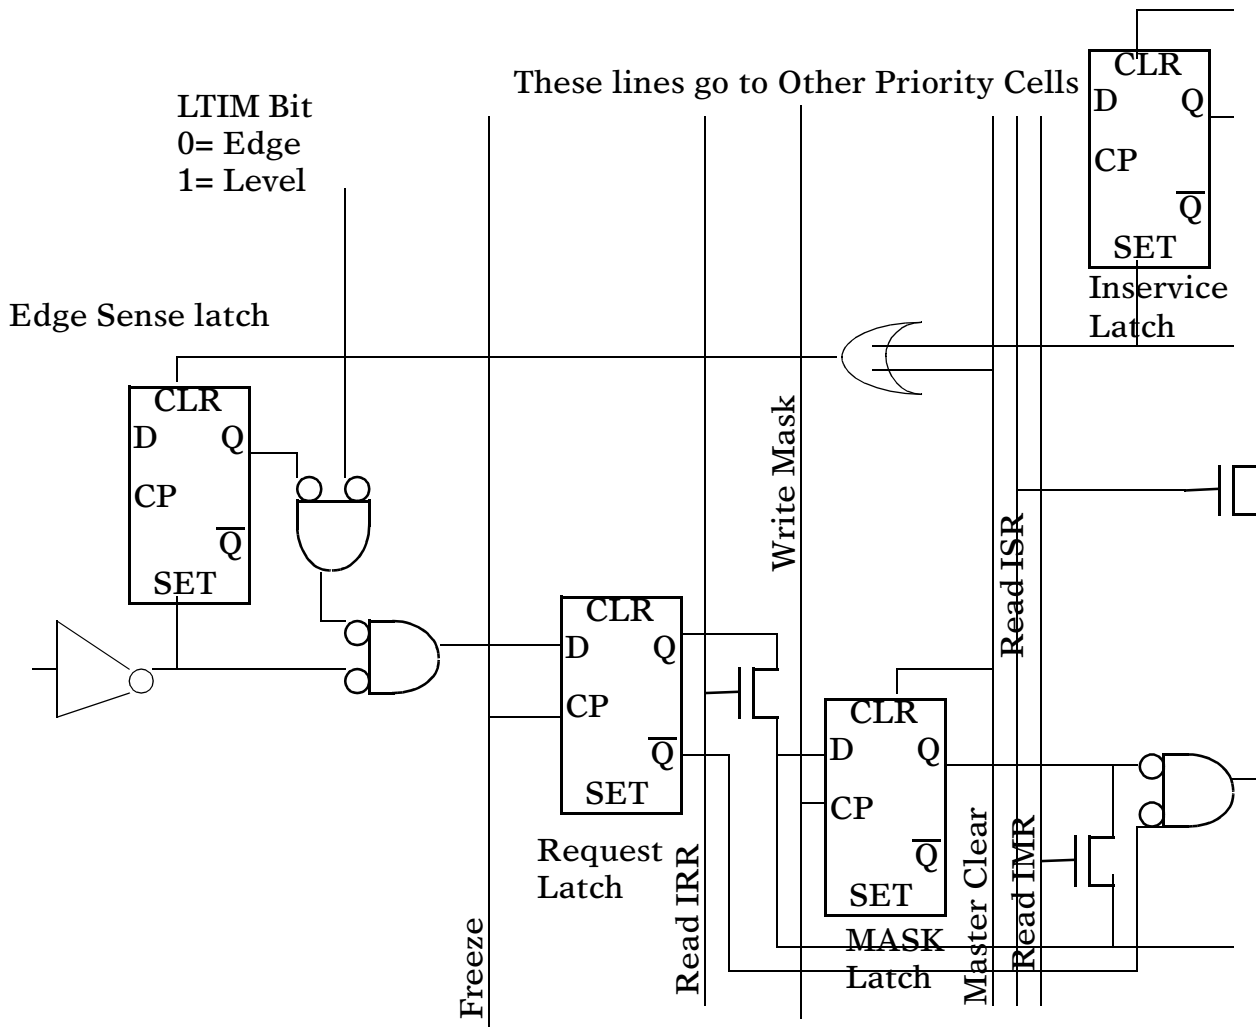 These lines go to Other Priority Cells
LTIM Bit
0= Edge
1= Level
CLR
D Q
CP
Q
SET
Inservice
Latch
Edge Sense latch
CLR
D Q
CP
Q
SET
Write Mask
Read ISR
CLR
D Q
CP
Q
SET
Request
Latch
CLR
D Q
CP
Q
SET
MASK
Latch
Freeze
Read IRR
Master Clear
Read IMR